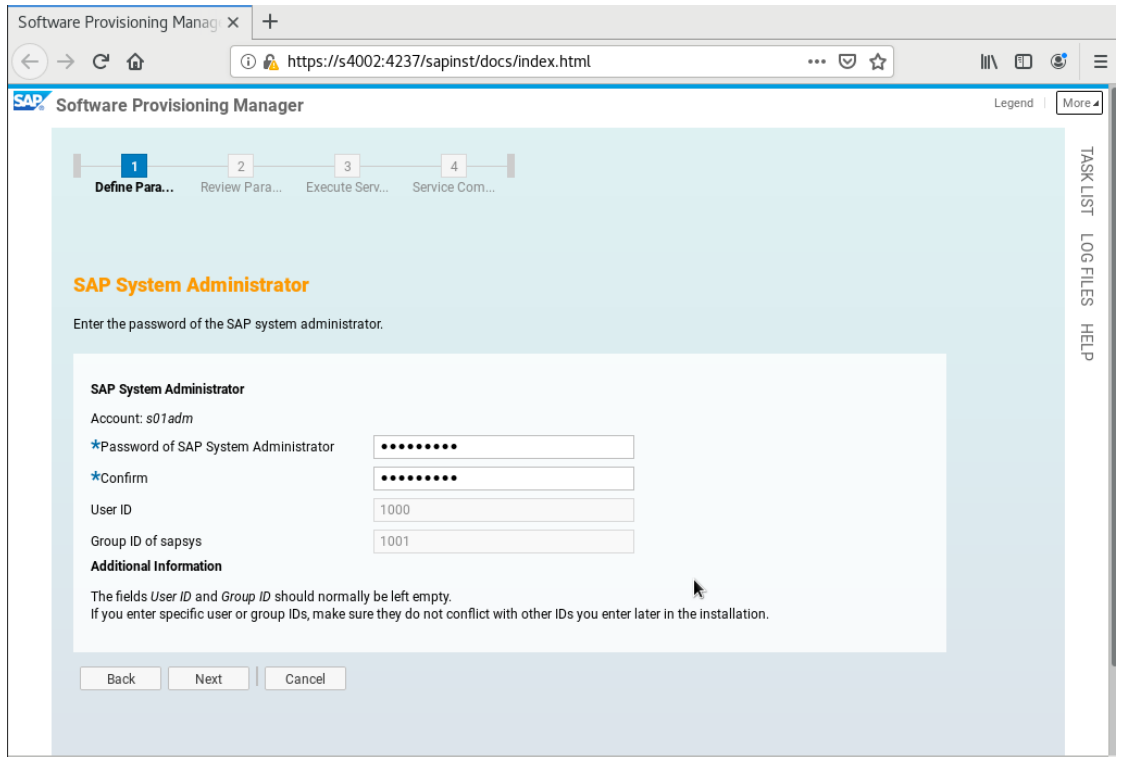 Software Provisioning Manag
https://s4002:4237/sapinst/docs/index.html
SAP Software Provisioning Manager
Legend More
1 2 3 4
Define Para... Review Para... Execute Serv... Service Com...
TASK LIST
LOG FILES
HELP
SAP System Administrator
Enter the password of the SAP system administrator.
SAP System Administrator
Account: s01adm
*Password of SAP System Administrator •••••••••
*Confirm •••••••••
User ID 1000
Group ID of sapsys 1001
Additional Information
The fields User ID and Group ID should normally be left empty.
If you enter specific user or group IDs, make sure they do not conflict with other IDs you enter later in the installation.
Back Next Cancel